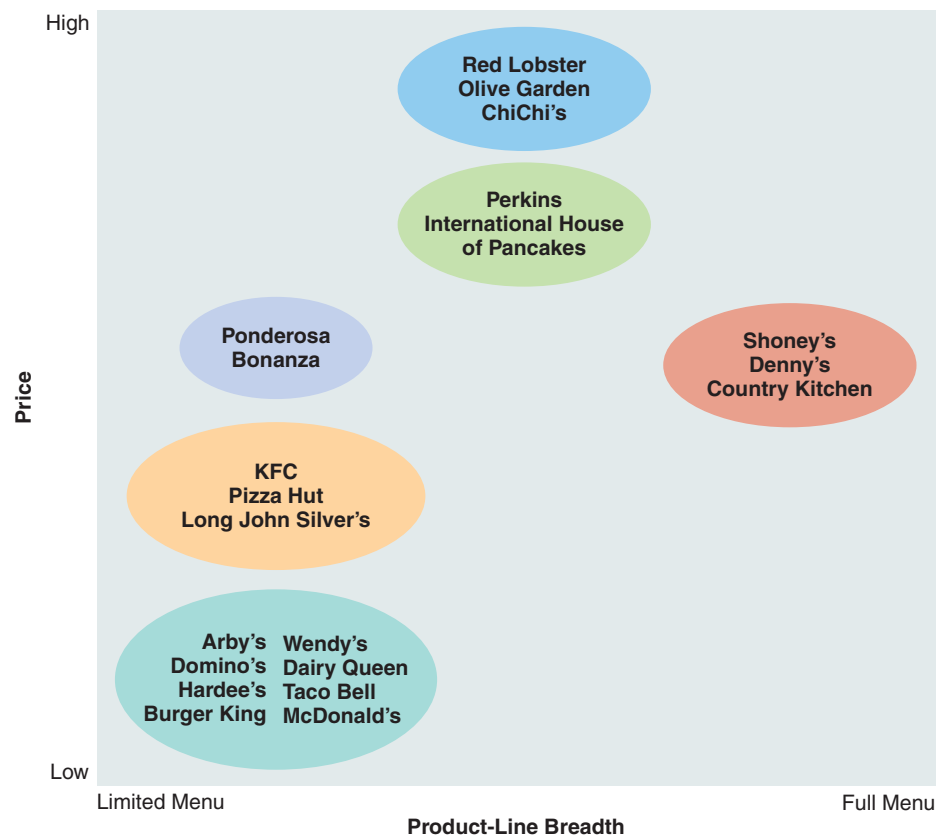 High
Red Lobster
Olive Garden
ChiChi’s
Perkins
International House
of Pancakes
Ponderosa
Bonanza
Shoney’s
Denny’s
Country Kitchen
Price
KFC
Pizza Hut
Long John Silver’s
Arby’s Wendy’s
Domino’s Dairy Queen
Hardee’s Taco Bell
Burger King McDonald’s
Low
Limited Menu Full Menu
Product-Line Breadth